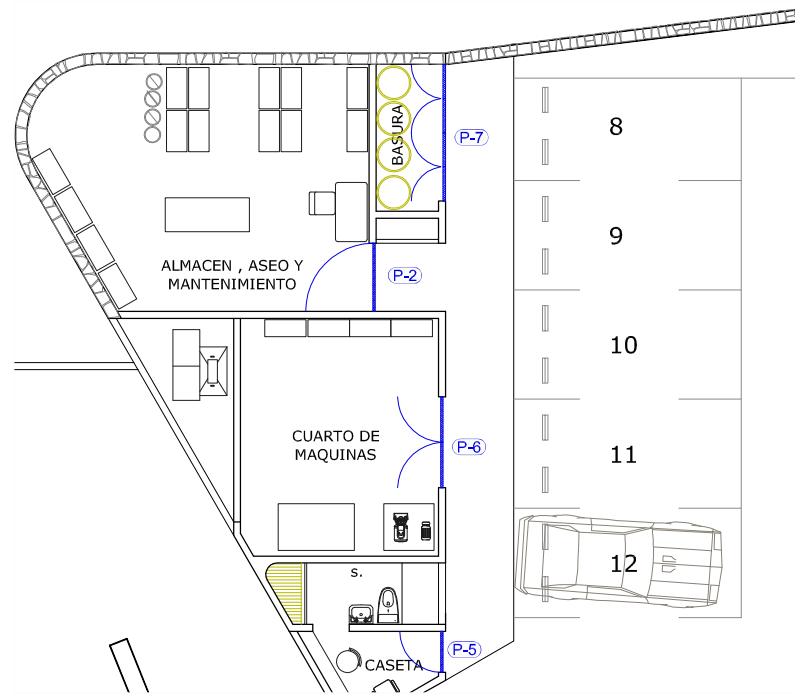 8
P-7
BASURA
9
ALMACEN , ASEO Y
MANTENIMIENTO
P-2
10
CUARTO DE
MAQUINAS
P-6
11
12
s.
CASETA
P-5